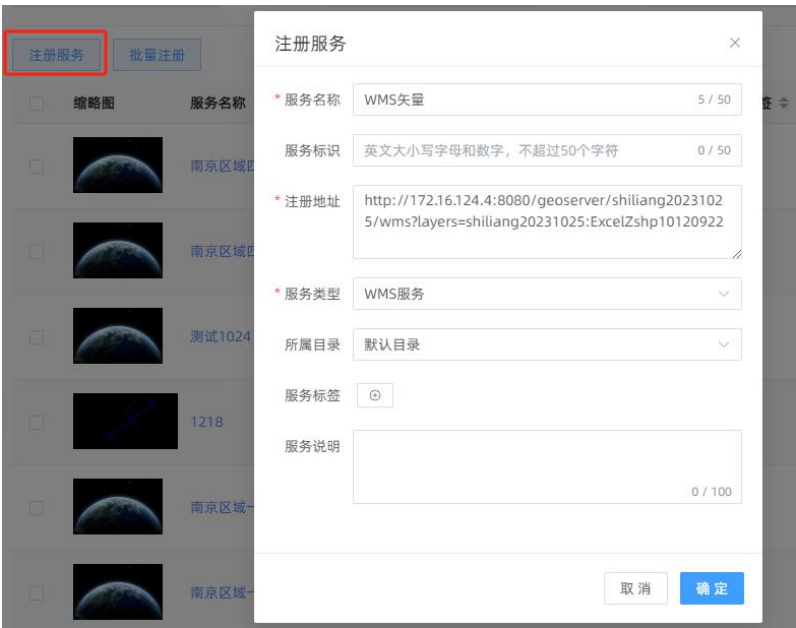 注册服务
批量注册
缩略图
服务名称
南京区域
南京区域
测试1024
1218
南京区域一
南京区域一
注册服务
* 服务名称 WMS矢量 5 / 50
服务标识 英文大小写字母和数字，不超过50个字符 0 / 50
* 注册地址 http://172.16.124.4:8080/geoserver/shiliang2023102
5/wms?layers=shiliang20231025:ExcelZshp10120922
* 服务类型 WMS服务
所属目录 默认目录
服务标签
服务说明
0 / 100
取消 确定